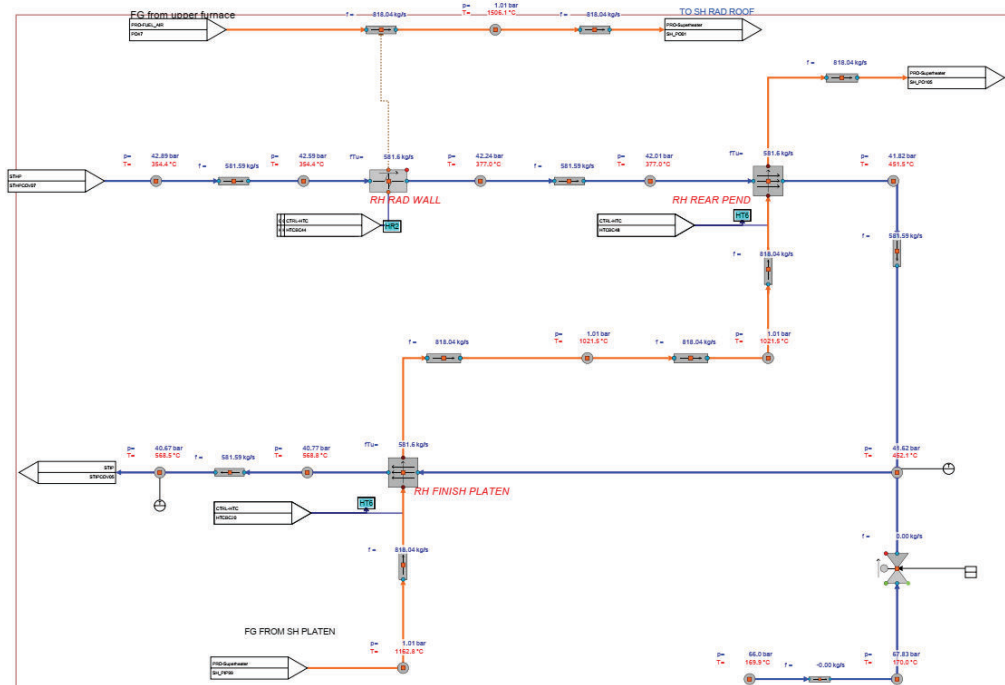 FG from upper furnace
PRO-FUEL_AIR
f = 818.04 kg/s
p= 1.01 bar
T= 1506.1 °C
f = 818.04 kg/s
TO SH RAD ROOF
PRO-Superheater
f = 818.04 kg/s
PRO-Superheater
p= 42.89 bar
T= 354.4 °C
f = 581.59 kg/s
p= 42.59 bar
T= 354.4 °C
fTu= 581.6 kg/s
p= 42.24 bar
T= 377.0 °C
f = 581.59 kg/s
p= 42.01 bar
T= 377.0 °C
fTu= 581.6 kg/s
p= 41.82 bar
T= 451.5 °C
RH RAD WALL
RH REAR PEND
CTRL-HTC
HR2
CTRL-HTC
HT6
f = 581.59 kg/s
f = 818.04 kg/s
f = 818.04 kg/s
p= 1.01 bar
T= 1021.5 °C
f = 818.04 kg/s
p= 1.01 bar
T= 1021.5 °C
p= 40.67 bar
T= 568.5 °C
f = 581.59 kg/s
p= 40.77 bar
T= 568.8 °C
fTu= 581.6 kg/s
p= 41.62 bar
T= 452.1 °C
RH FINISH PLATEN
CTRL-HTC
HT6
f = 818.04 kg/s
f = 0.00 kg/s
FG FROM SH PLATEN
PRO-Superheater
p= 1.01 bar
T= 1162.8 °C
p= 66.0 bar
T= 169.9 °C
f = -0.00 kg/s
p= 67.83 bar
T= 170.0 °C